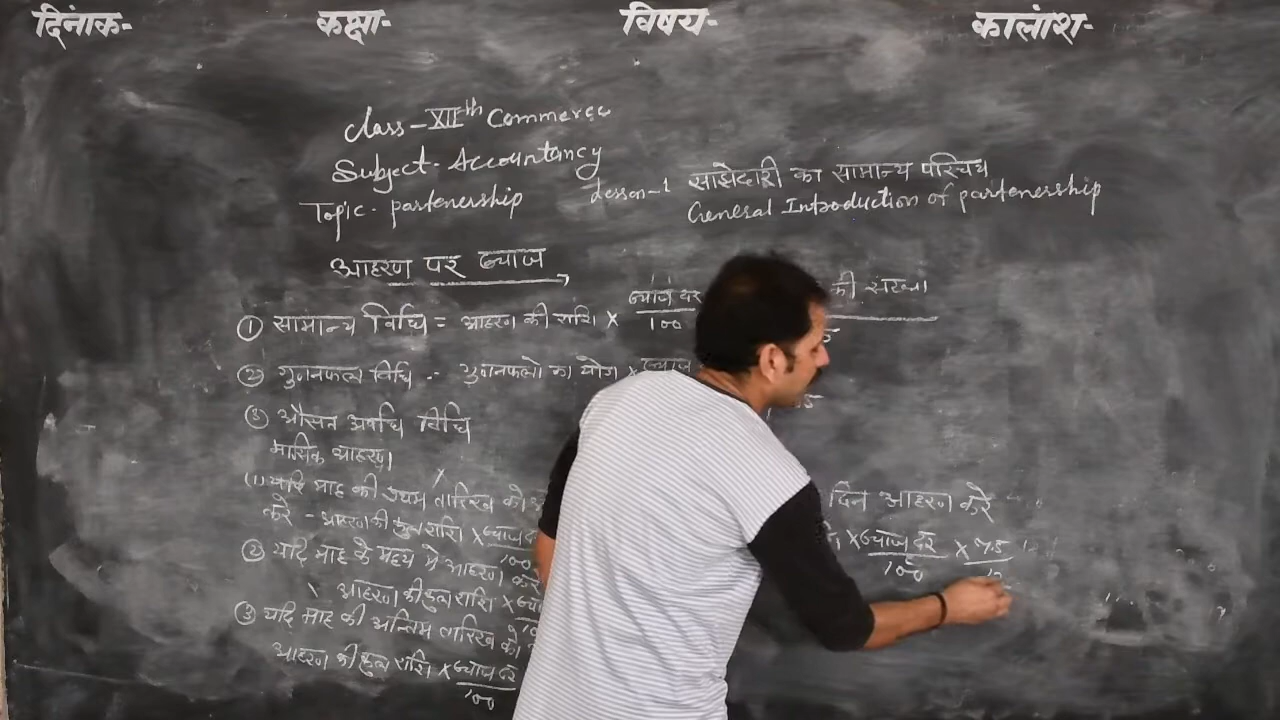 दिंनाक- कक्षा- विषय- कालांश-
Class-XIIth Commerce
Subject- Accountancy
Topic- partenership
Lesson-1 साझेदारी का सामान्य परिचय
General Introduction of partenership
आहरण पर ब्याज
① सामान्य विधि = आहरण की राशि × ब्याज दर / 100 की संख्या
② गुणनफल विधि - गुणनफलो का योग × ब्याज
③ औसत अवधि विधि
मासिक आहरण
(1) यदि माह की प्रथम तारिख को
करे - आहरण की कुल राशि × ब्याज द / 100
② यदि माह के मध्य मे आहरण करे
आहरण की कुल राशि ×
③ यदि माह की अन्तिम तारिख को
आहरण की कुल राशि × ब्याज दर / 100
दिन आहरण करे
× ब्याज दर / 100 × 7.5